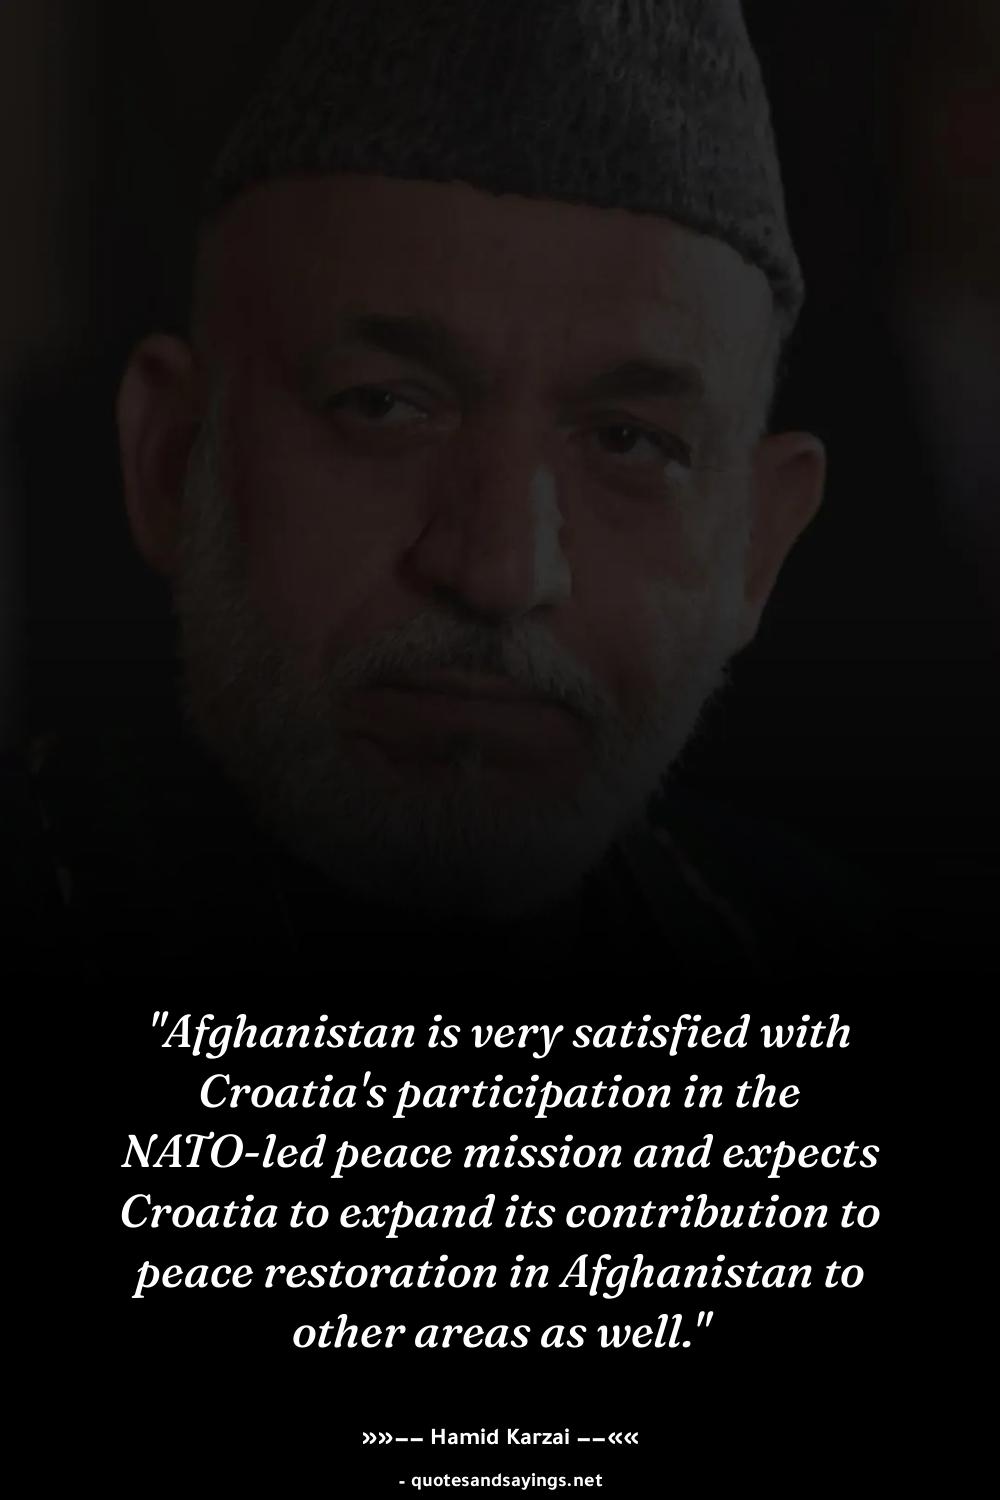 "Afghanistan is very satisfied with
Croatia's participation in the
NATO-led peace mission and expects
Croatia to expand its contribution to
peace restoration in Afghanistan to
other areas as well."
»»−− Hamid Karzai −−««
- quotesandsayings.net